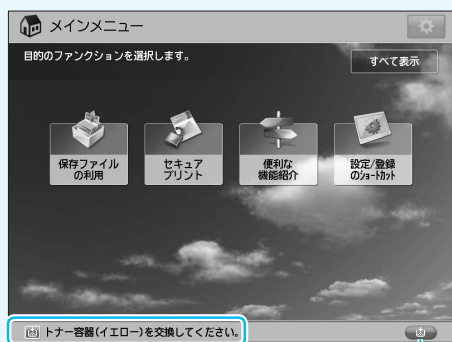 メインメニュー
目的のファンクションを選択します。
すべて表示
保存ファイル
の利用
セキュア
プリント
便利な
機能紹介
設定/登録
のショートカット
トナー容器(イエロー)を交換してください。